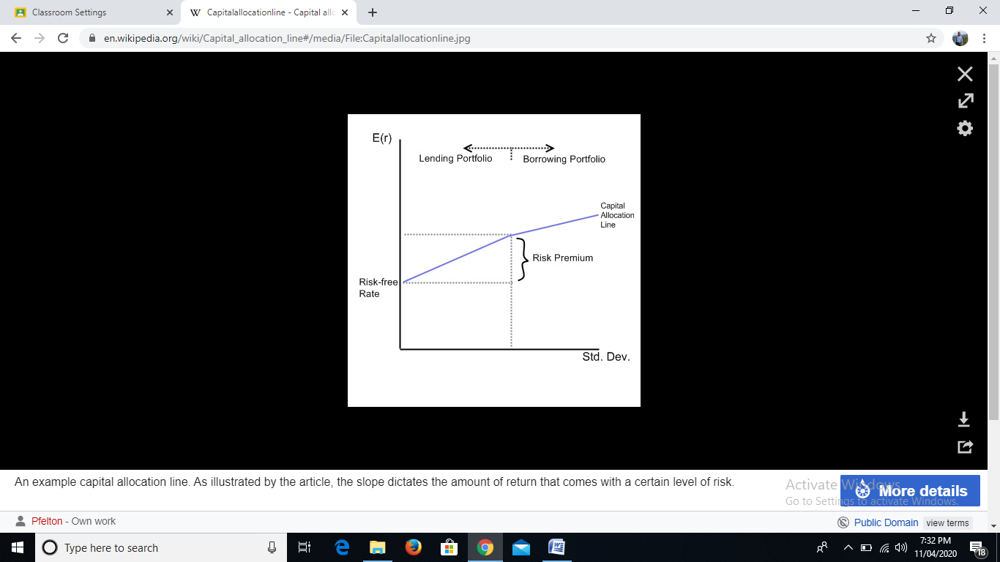 Classroom Settings
Capitalallocationline - Capital allo
en.wikipedia.org/wiki/Capital_allocation_line#/media/File:Capitalallocationline.jpg
E(r)
Lending Portfolio
Borrowing Portfolio
Capital
Allocation
Line
Risk Premium
Risk-free
Rate
Std. Dev.
An example capital allocation line. As illustrated by the article, the slope dictates the amount of return that comes with a certain level of risk.
Activate Windows
Go to Settings to activate Windows.
More details
Pfelton - Own work
Public Domain
view terms
Type here to search
7:32 PM
11/04/2020
18